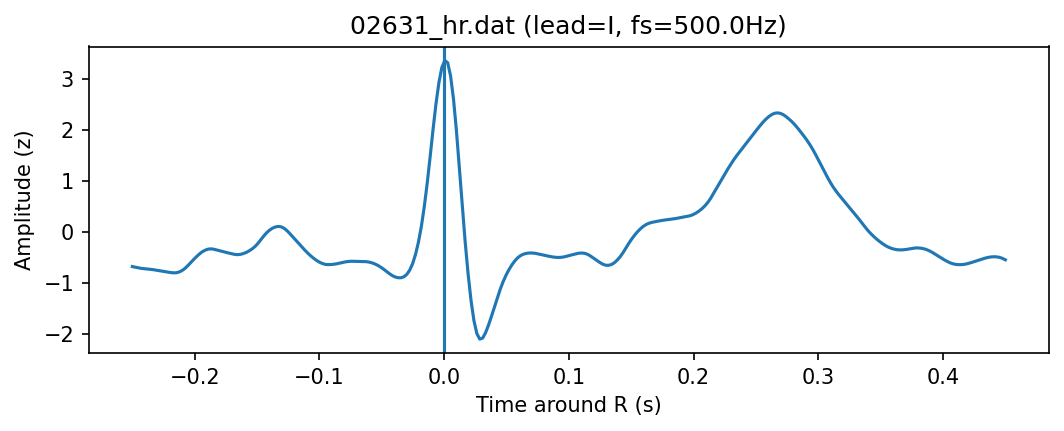 02631_hr.dat (lead=I, fs=500.0Hz)
Amplitude (z)
3
2
1
0
−1
−2
−0.2 −0.1 0.0 0.1 0.2 0.3 0.4
Time around R (s)